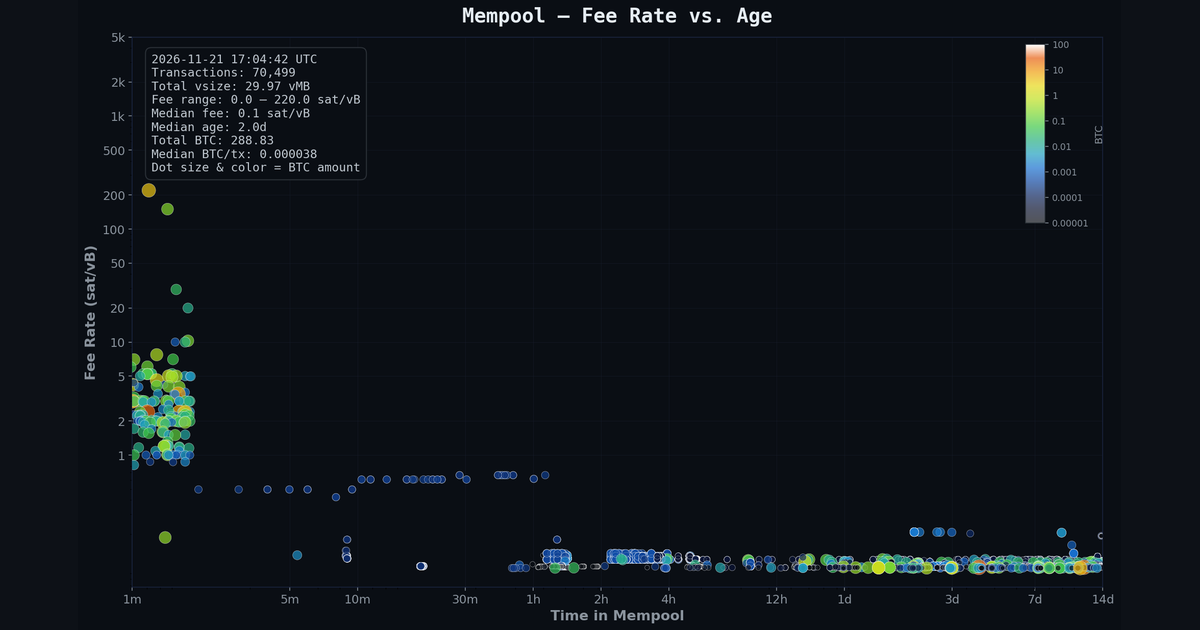 Mempool — Fee Rate vs. Age
2026-11-21 17:04:42 UTC
Transactions: 70,499
Total vsize: 29.97 vMB
Fee range: 0.0 – 220.0 sat/vB
Median fee: 0.1 sat/vB
Median age: 2.0d
Total BTC: 288.83
Median BTC/tx: 0.000038
Dot size & color = BTC amount
5k
2k
1k
500
200
100
50
20
10
5
2
1
Fee Rate (sat/vB)
100
10
1
0.1
0.01
0.001
0.0001
0.00001
BTC
1m 5m 10m 30m 1h 2h 4h 12h 1d 3d 7d 14d
Time in Mempool